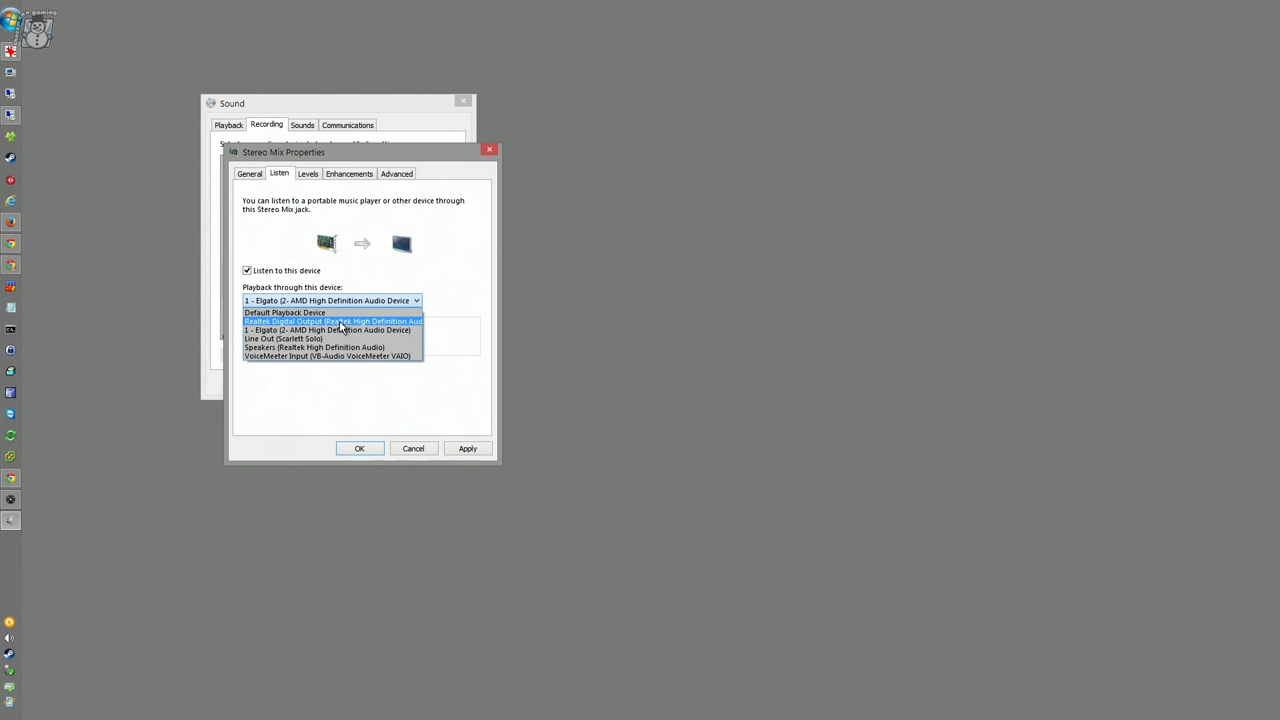 n gaming
Sound
Playback
Recording
Sounds
Communications
Stereo Mix Properties
General
Listen
Levels
Enhancements
Advanced
You can listen to a portable music player or other device through
this Stereo Mix jack.
Listen to this device
Playback through this device:
1 - Elgato (2- AMD High Definition Audio Device
Default Playback Device
Realtek Digital Output (Realtek High Definition Aud
1 - Elgato (2- AMD High Definition Audio Device)
Line Out (Scarlett Solo)
Speakers (Realtek High Definition Audio)
VoiceMeeter Input (VB-Audio VoiceMeeter VAIO)
OK
Cancel
Apply